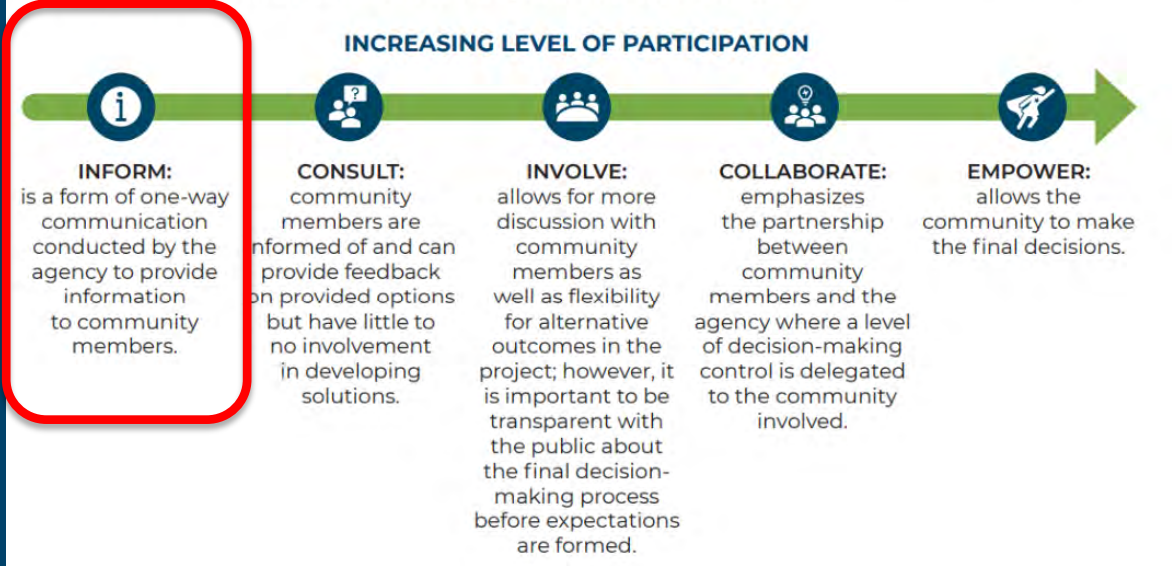 INCREASING LEVEL OF PARTICIPATION
i
?
INFORM:
is a form of one-way
communication
conducted by the
agency to provide
information
to community
members.
CONSULT:
community
members are
nformed of and can
provide feedback
on provided options
but have little to
no involvement
in developing
solutions.
INVOLVE:
allows for more
discussion with
community
members as
well as flexibility
for alternative
outcomes in the
project; however, it
is important to be
transparent with
the public about
the final decision-
making process
before expectations
are formed.
COLLABORATE:
emphasizes
the partnership
between
community
members and the
agency where a level
of decision-making
control is delegated
to the community
involved.
EMPOWER:
allows the
community to make
the final decisions.